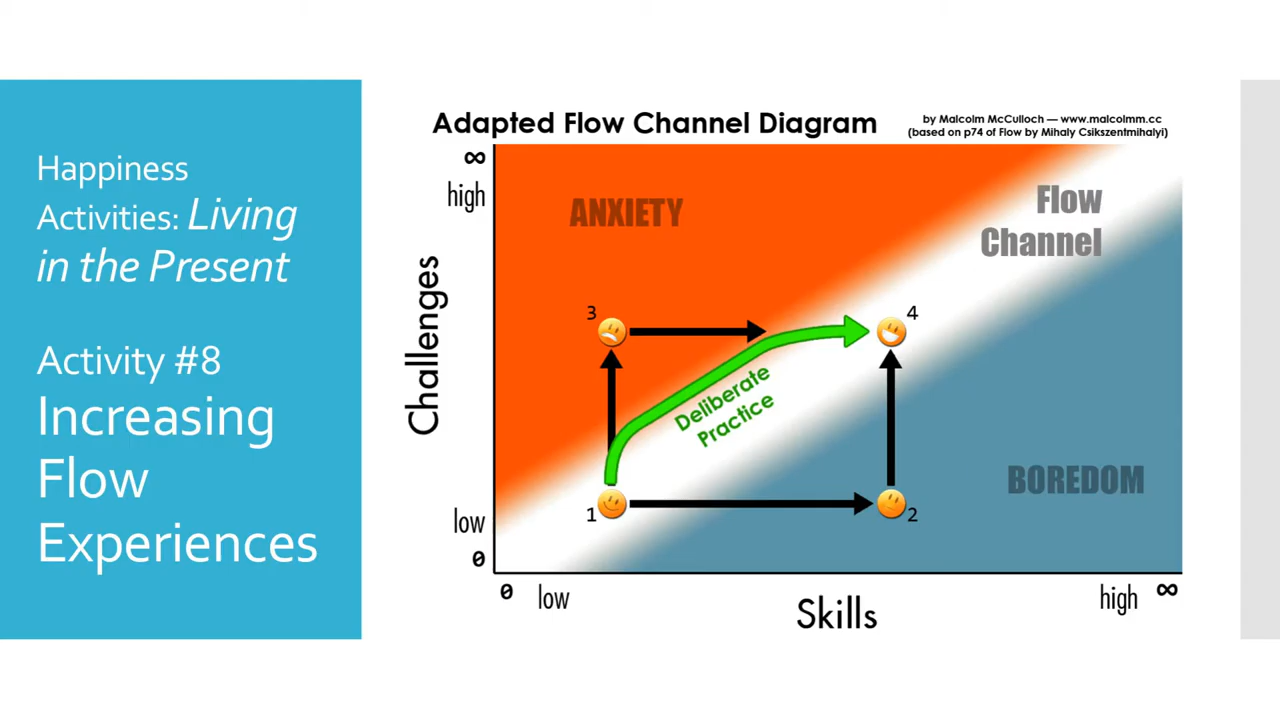 Happiness
Activities: Living
in the Present
Activity #8
Increasing
Flow
Experiences
Adapted Flow Channel Diagram
by Malcolm McCulloch — www.malcolmm.cc
(based on p74 of Flow by Mihaly Csikszentmihalyi)
∞
high
ANXIETY
Flow
Channel
Challenges
3
4
Deliberate
Practice
BOREDOM
1
2
low
0
0
low
high
∞
Skills